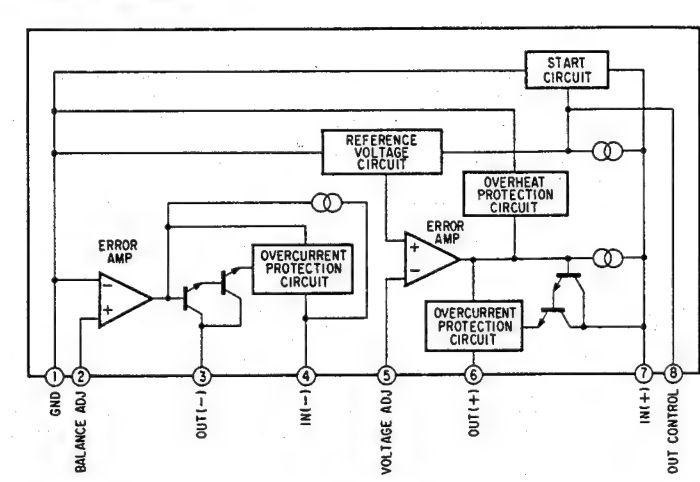 START
CIRCUIT
REFERENCE
VOLTAGE
CIRCUIT
OVERHEAT
PROTECTION
CIRCUIT
ERROR
AMP
+
−
ERROR
AMP
−
+
OVERCURRENT
PROTECTION
CIRCUIT
OVERCURRENT
PROTECTION
CIRCUIT
1
2
3
4
5
6
7
8
GND
BALANCE ADJ
OUT(−)
IN(−)
VOLTAGE ADJ
OUT(+)
IN(+)
OUT CONTROL